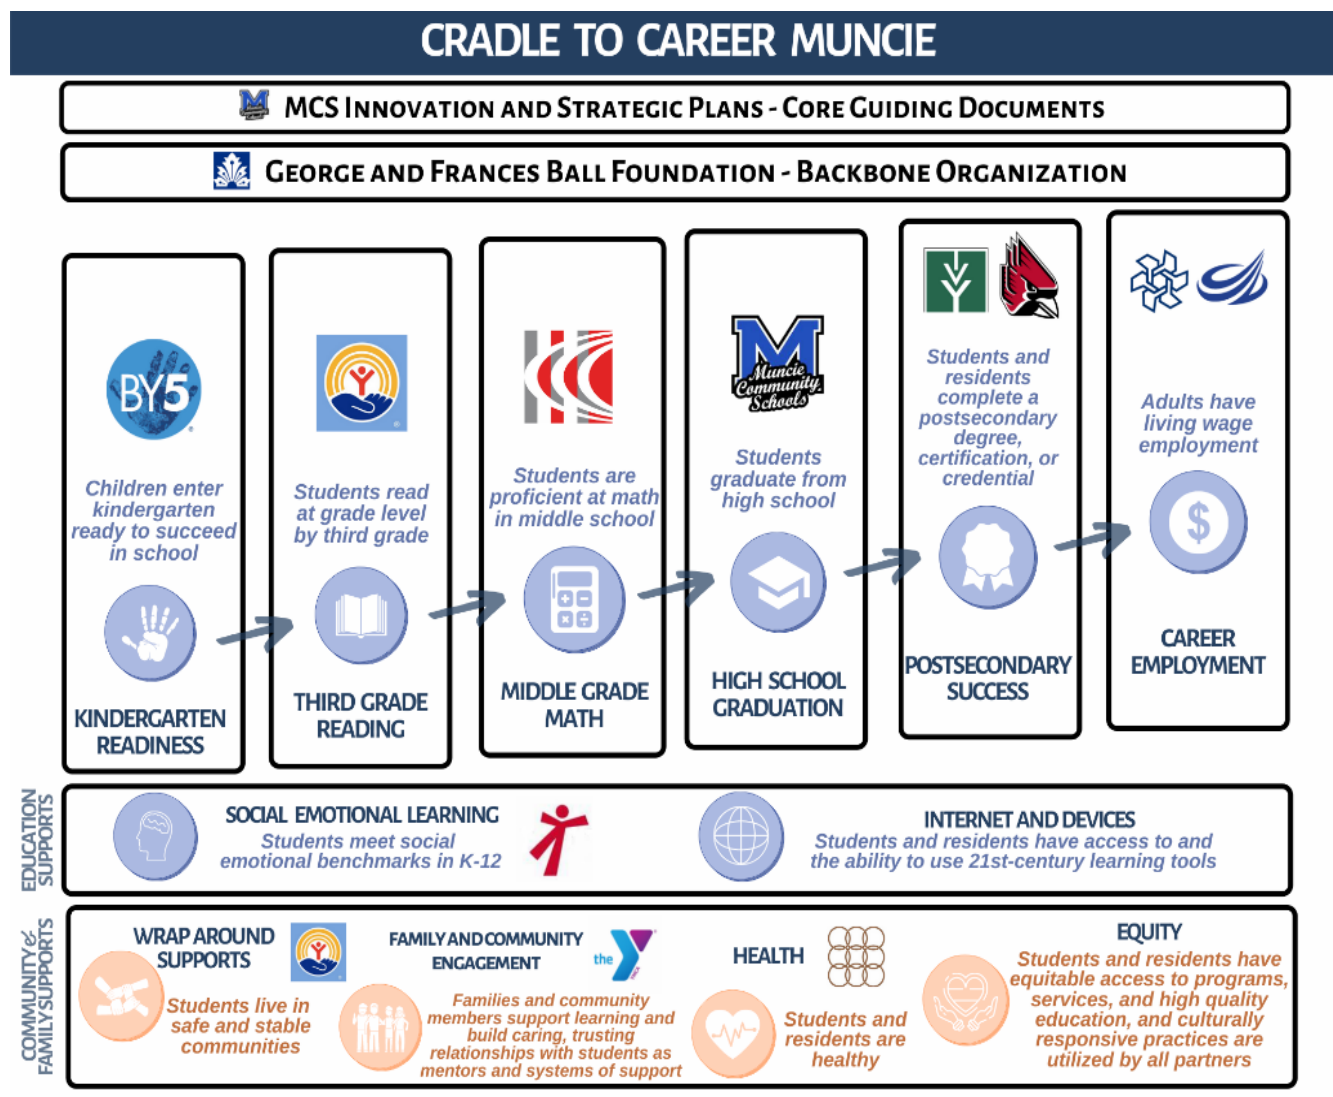 CRADLE TO CAREER MUNCIE
MCS INNOVATION AND STRATEGIC PLANS - CORE GUIDING DOCUMENTS
GEORGE AND FRANCES BALL FOUNDATION - BACKBONE ORGANIZATION
BY5
Children enter
kindergarten
ready to succeed
in school
KINDERGARTEN
READINESS
Students read
at grade level
by third grade
THIRD GRADE
READING
Students are
proficient at math
in middle school
MIDDLE GRADE
MATH
M
Muncie
Community
Schools
Students
graduate from
high school
HIGH SCHOOL
GRADUATION
Students and
residents
complete a
postsecondary
degree,
certification, or
credential
POSTSECONDARY
SUCCESS
Adults have
living wage
employment
$
CAREER
EMPLOYMENT
EDUCATION
SUPPORTS
SOCIAL EMOTIONAL LEARNING
Students meet social
emotional benchmarks in K-12
INTERNET AND DEVICES
Students and residents have access to and
the ability to use 21st-century learning tools
COMMUNITY &
FAMILY SUPPORTS
WRAP AROUND
SUPPORTS
Students live in
safe and stable
communities
FAMILY AND COMMUNITY
ENGAGEMENT
the Y
YMCA
Families and community
members support learning and
build caring, trusting
relationships with students as
mentors and systems of support
HEALTH
Students and
residents are
healthy
EQUITY
Students and residents have
equitable access to programs,
services, and high quality
education, and culturally
responsive practices are
utilized by all partners